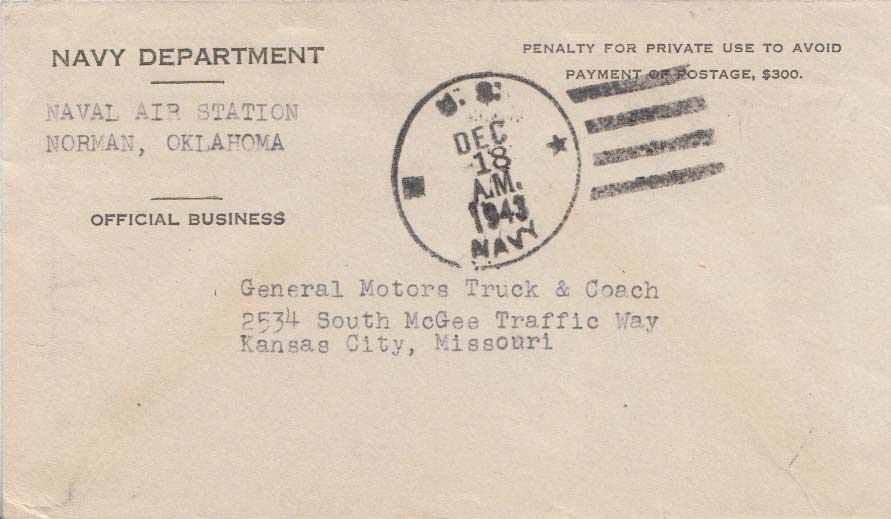 NAVY DEPARTMENT
NAVAL AIR STATION
NORMAN, OKLAHOMA
OFFICIAL BUSINESS
PENALTY FOR PRIVATE USE TO AVOID
PAYMENT OF POSTAGE, $300.
U. S.
DEC
18
A.M.
1943
NAVY
General Motors Truck & Coach
2534 South McGee Traffic Way
Kansas City, Missouri